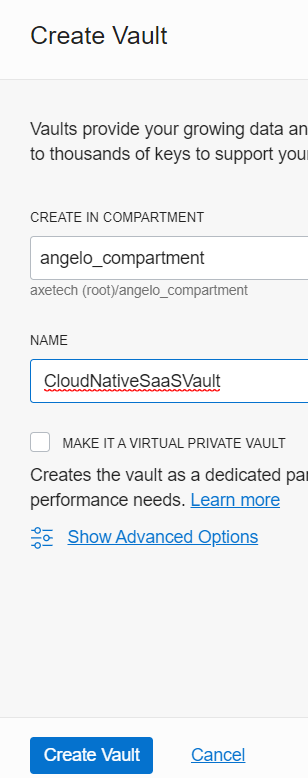 Create Vault
Vaults provide your growing data an
to thousands of keys to support you
CREATE IN COMPARTMENT
angelo_compartment
axetech (root)/angelo_compartment
NAME
CloudNativeSaaSVault
MAKE IT A VIRTUAL PRIVATE VAULT
Creates the vault as a dedicated pa
performance needs. Learn more
Show Advanced Options
Create Vault Cancel